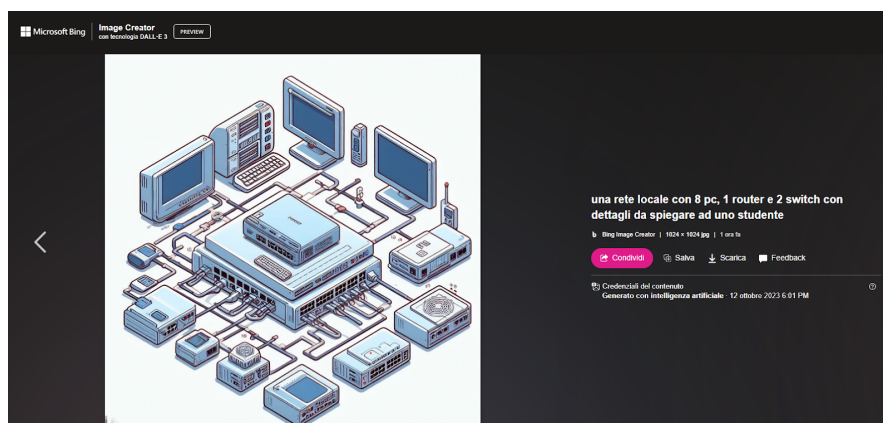 Microsoft Bing
Image Creator
con tecnologia DALL-E 3
PREVIEW
una rete locale con 8 pc, 1 router e 2 switch con
dettagli da spiegare ad uno studente
b Bing Image Creator | 1024 × 1024 jpg | 1 ora fa
Condividi
Salva
Scarica
Feedback
Credenziali del contenuto
Generato con intelligenza artificiale · 12 ottobre 2023 6:01 PM